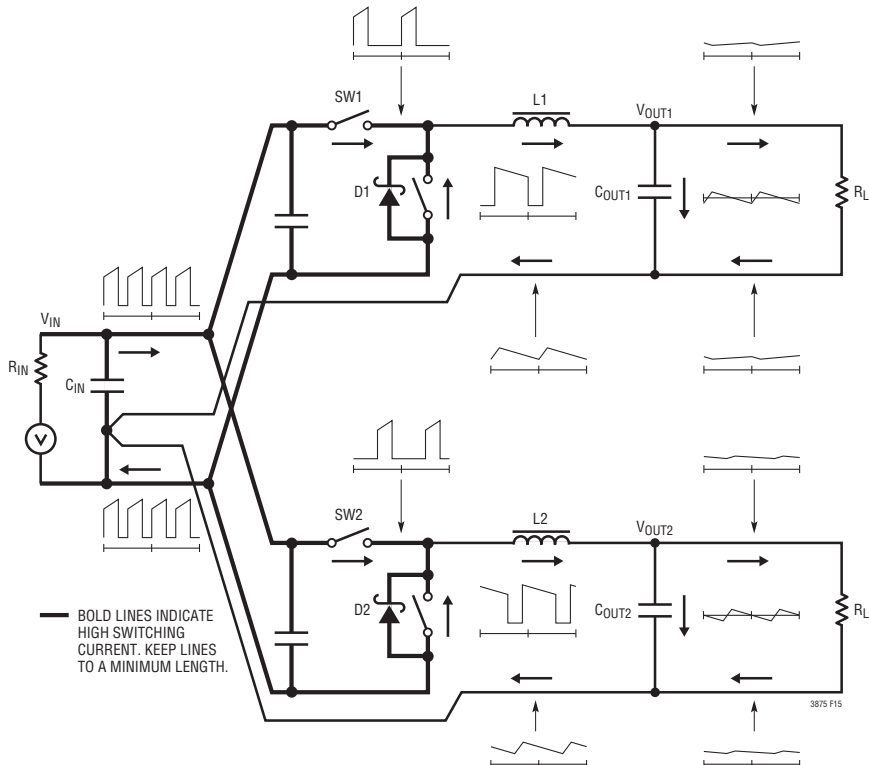 SW1
L1
VOUT1
D1
COUT1
RL
VIN
RIN
CIN
V
SW2
L2
VOUT2
D2
COUT2
RL
BOLD LINES INDICATE
HIGH SWITCHING
CURRENT. KEEP LINES
TO A MINIMUM LENGTH.
3875 F15